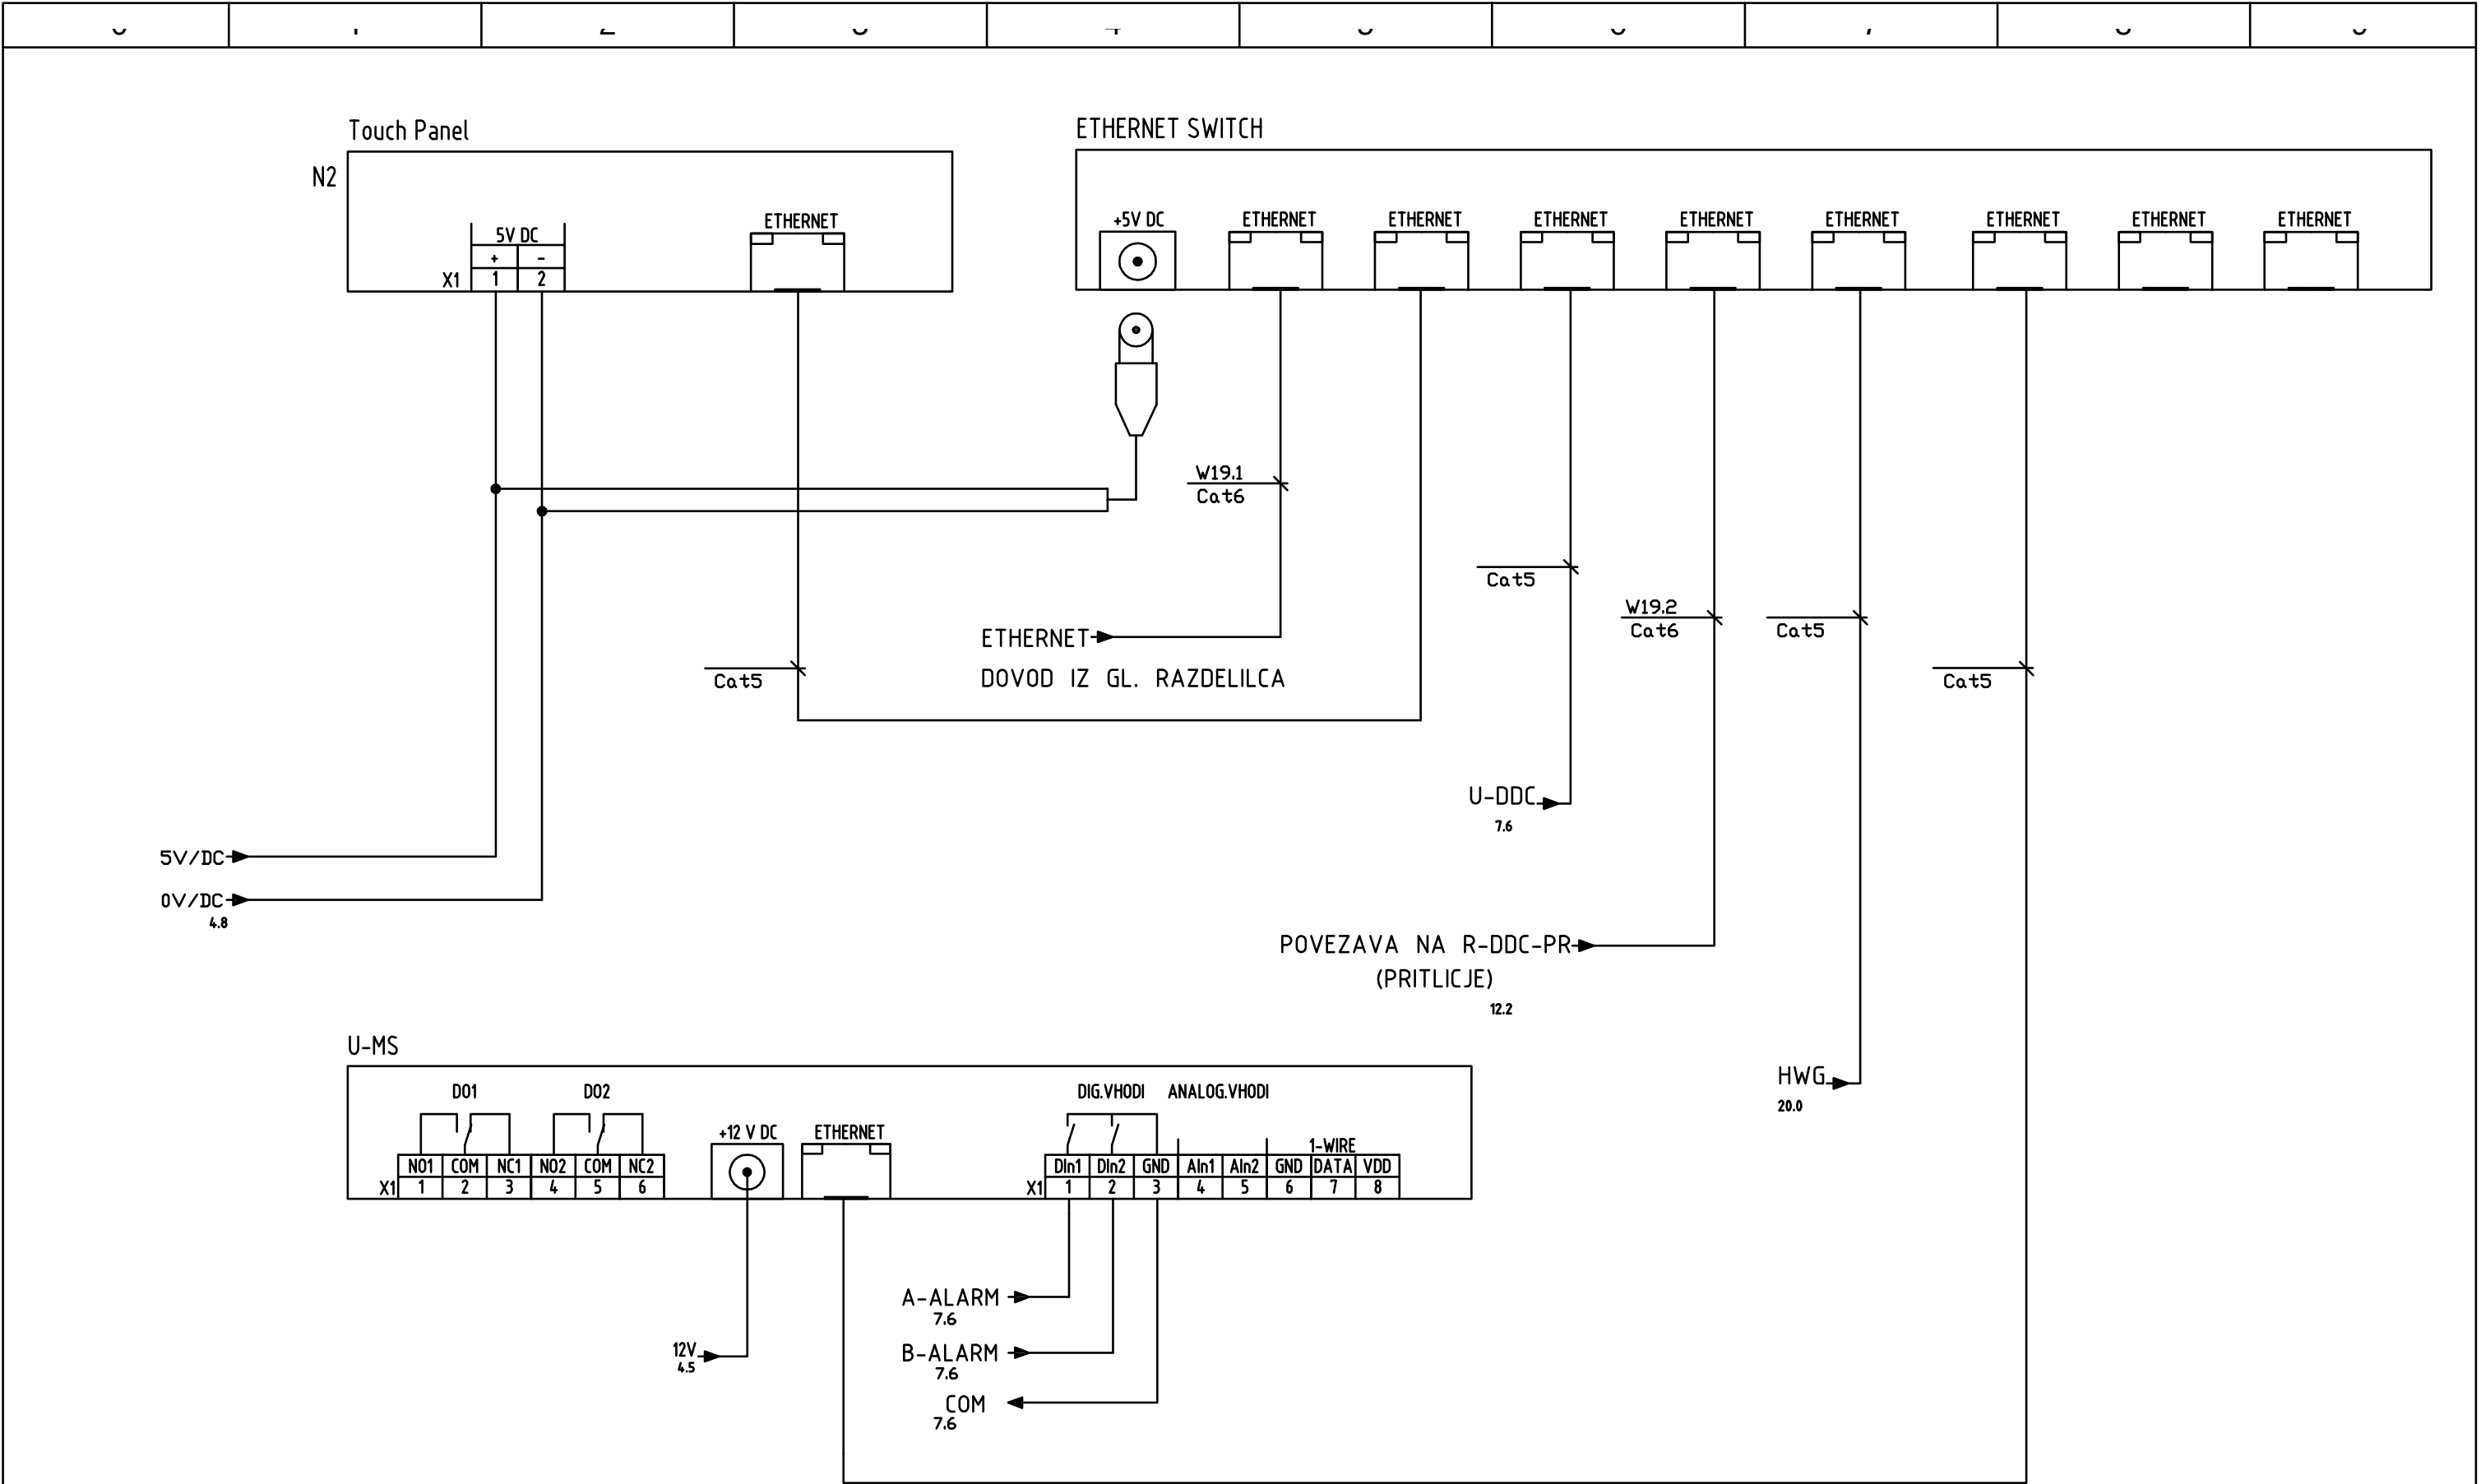 Touch Panel
ETHERNET SWITCH
N2
5V DC
+ -
X1 1 2
ETHERNET
+5V DC ETHERNET ETHERNET ETHERNET ETHERNET ETHERNET ETHERNET ETHERNET ETHERNET
W19.1
Cat6
Cat5
W19.2
Cat6
Cat5
ETHERNET
DOVOD IZ GL. RAZDELILCA
Cat5
Cat5
U-DDC
7.6
5V/DC
0V/DC
4.8
POVEZAVA NA R-DDC-PR
(PRITLICJE)
12.2
HWG
20.0
U-MS
DO1 DO2
DIG.VHODI ANALOG.VHODI
+12 V DC ETHERNET
1-WIRE
NO1 COM NC1 NO2 COM NC2
X1 1 2 3 4 5 6
DIn1 DIn2 GND AIn1 AIn2 GND DATA VDD
X1 1 2 3 4 5 6 7 8
A-ALARM
7.6
12V
4.5
B-ALARM
7.6
COM
7.6